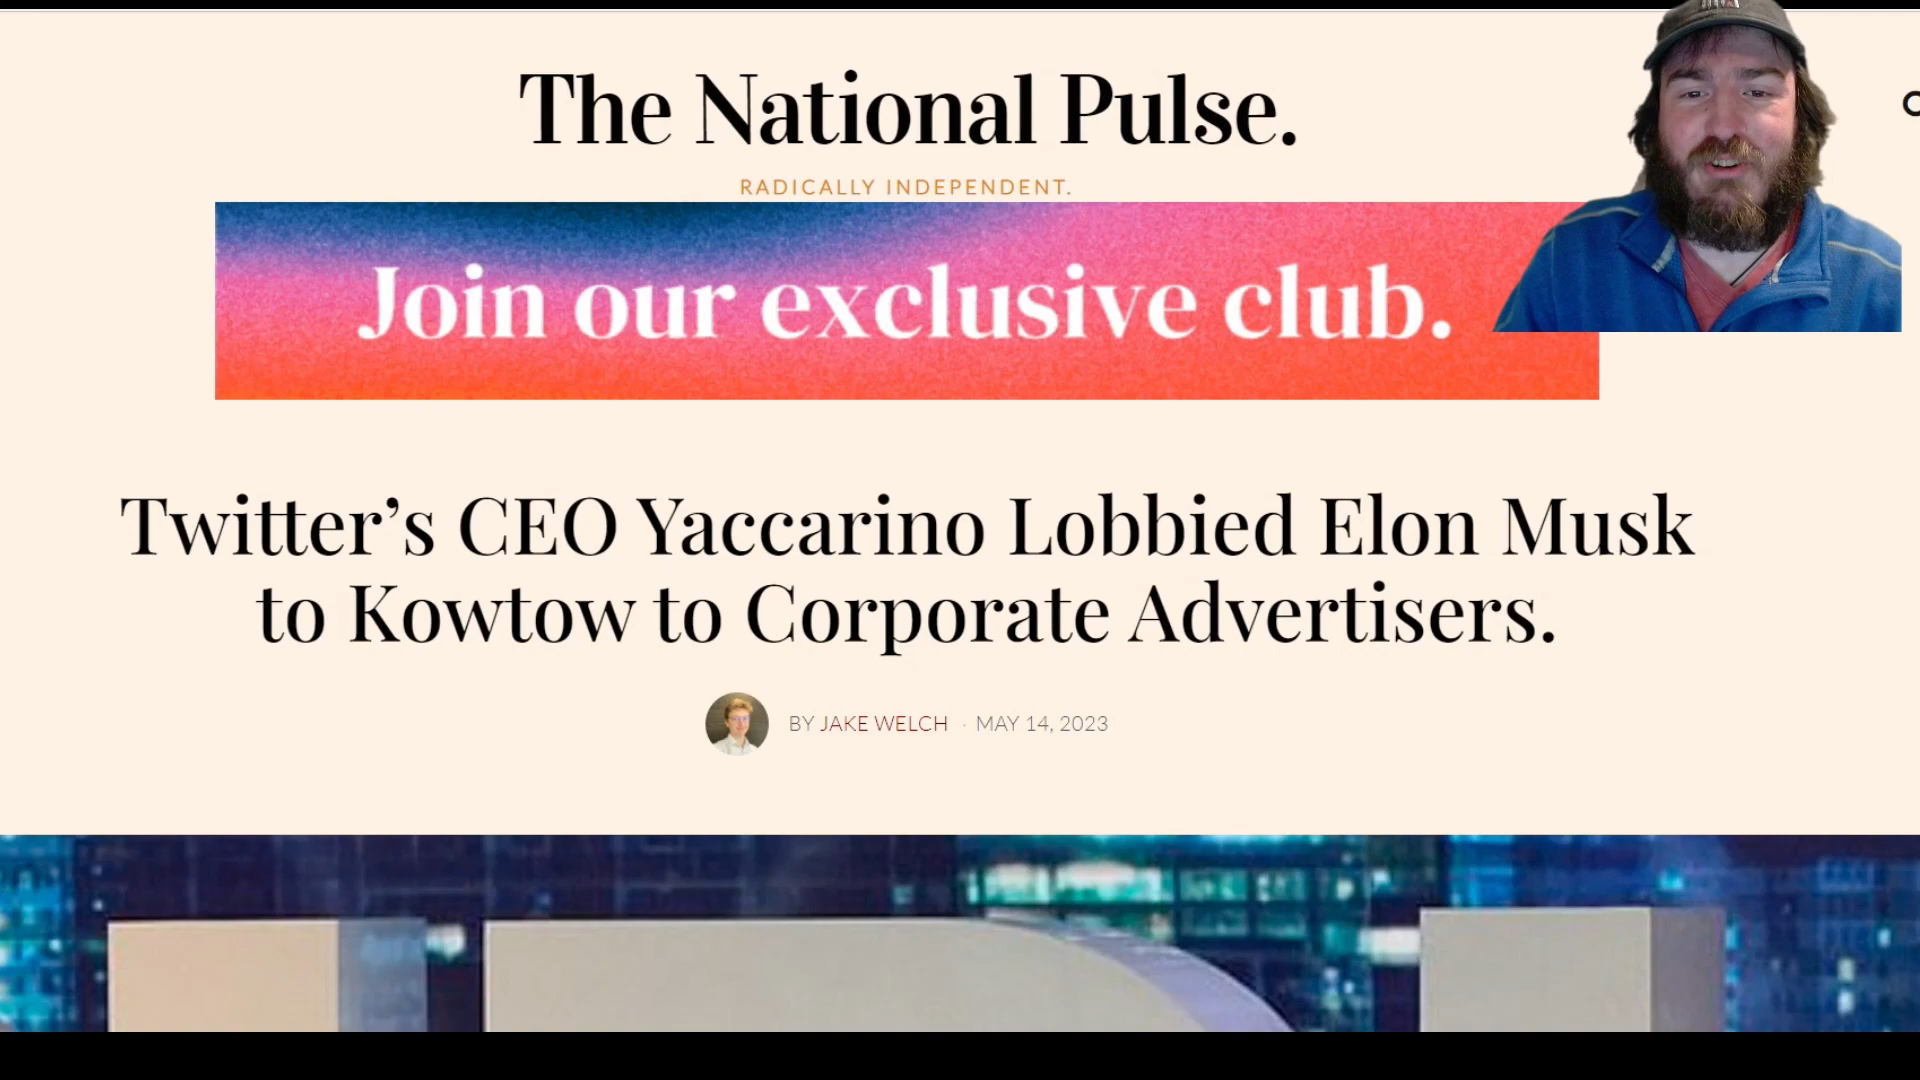 The National Pulse.
RADICALLY INDEPENDENT.
Join our exclusive club.
Twitter’s CEO Yaccarino Lobbied Elon Musk
to Kowtow to Corporate Advertisers.
BY JAKE WELCH · MAY 14, 2023